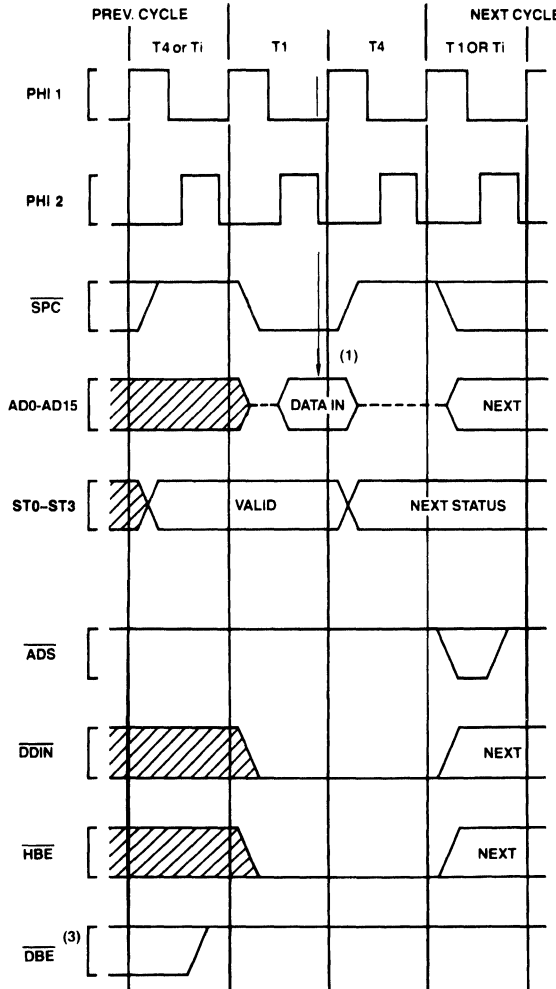 PREV. CYCLE NEXT CYCLE
T4 or Ti T1 T4 T1 OR Ti
PHI 1
PHI 2
SPC
(1)
AD0-AD15 DATA IN NEXT
ST0–ST3 VALID NEXT STATUS
ADS
DDIN NEXT
HBE NEXT
DBE (3)